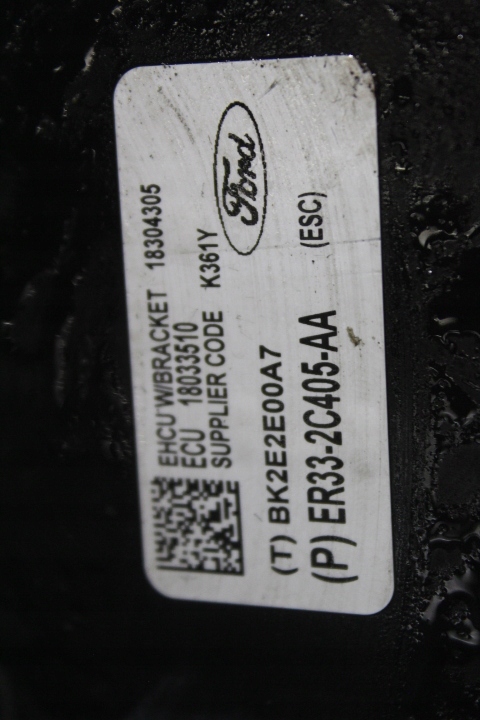 EHCU W/BRACKET 18304305
ECU 18033510
SUPPLIER CODE K361Y
Ford
(T) BK2E2E00A7
(P) ER33-2C405-AA (ESC)